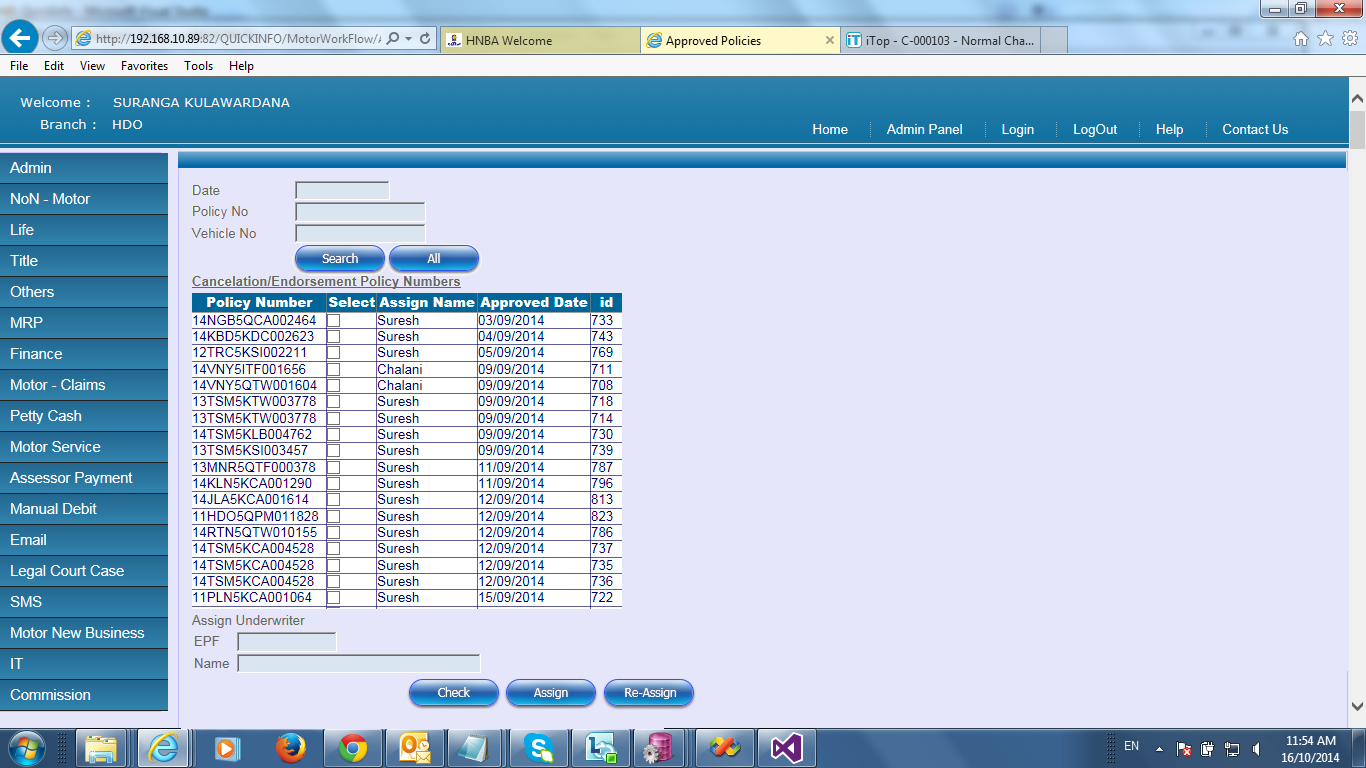 http://192.168.10.89:82/QUICKINFO/MotorWorkFlow/A
HNBA Welcome
Approved Policies
iTop - C-000103 - Normal Cha...
File Edit View Favorites Tools Help
Welcome : SURANGA KULAWARDANA
Branch : HDO
Home Admin Panel Login LogOut Help Contact Us
Admin
NoN - Motor
Life
Title
Others
MRP
Finance
Motor - Claims
Petty Cash
Motor Service
Assessor Payment
Manual Debit
Email
Legal Court Case
SMS
Motor New Business
IT
Commission
Date
Policy No
Vehicle No
Search All
Cancelation/Endorsement Policy Numbers
Policy Number Select Assign Name Approved Date id
14NGB5QCA002464 Suresh 03/09/2014 733
14KBD5KDC002623 Suresh 04/09/2014 743
12TRC5KSI002211 Suresh 05/09/2014 769
14VNY5ITF001656 Chalani 09/09/2014 711
14VNY5QTW001604 Chalani 09/09/2014 708
13TSM5KTW003778 Suresh 09/09/2014 718
13TSM5KTW003778 Suresh 09/09/2014 714
14TSM5KLB004762 Suresh 09/09/2014 730
13TSM5KSI003457 Suresh 09/09/2014 739
13MNR5QTF000378 Suresh 11/09/2014 787
14KLN5KCA001290 Suresh 11/09/2014 796
14JLA5KCA001614 Suresh 12/09/2014 813
11HDO5QPM011828 Suresh 12/09/2014 823
14RTN5QTW010155 Suresh 12/09/2014 786
14TSM5KCA004528 Suresh 12/09/2014 737
14TSM5KCA004528 Suresh 12/09/2014 735
14TSM5KCA004528 Suresh 12/09/2014 736
11PLN5KCA001064 Suresh 15/09/2014 722
Assign Underwriter
EPF
Name
Check Assign Re-Assign
EN
11:54 AM
16/10/2014